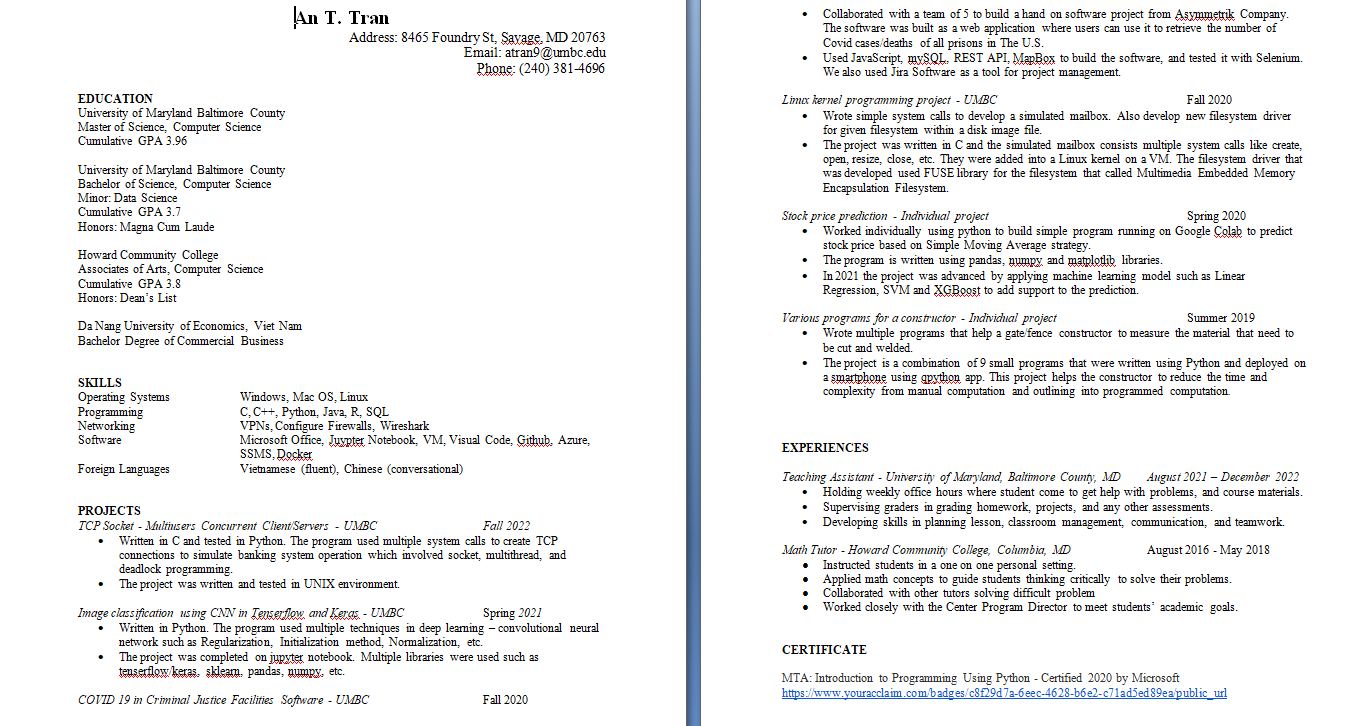 An T. Tran
Address: 8465 Foundry St, Savage, MD 20763
Email: atran9@umbc.edu
Phone: (240) 381-4696
EDUCATION
University of Maryland Baltimore County
Master of Science, Computer Science
Cumulative GPA 3.96
University of Maryland Baltimore County
Bachelor of Science, Computer Science
Minor: Data Science
Cumulative GPA 3.7
Honors: Magna Cum Laude
Howard Community College
Associates of Arts, Computer Science
Cumulative GPA 3.8
Honors: Dean's List
Da Nang University of Economics, Viet Nam
Bachelor Degree of Commercial Business
SKILLS
Operating Systems Windows, Mac OS, Linux
Programming C, C++, Python, Java, R, SQL
Networking VPNs, Configure Firewalls, Wireshark
Software Microsoft Office, Juypter Notebook, VM, Visual Code, Github, Azure,
SSMS, Docker
Foreign Languages Vietnamese (fluent), Chinese (conversational)
PROJECTS
TCP Socket - Multiusers Concurrent Client/Servers - UMBC Fall 2022
• Written in C and tested in Python. The program used multiple system calls to create TCP
connections to simulate banking system operation which involved socket, multithread, and
deadlock programming.
• The project was written and tested in UNIX environment.
Image classification using CNN in Tenserflow and Keras - UMBC Spring 2021
• Written in Python. The program used multiple techniques in deep learning – convolutional neural
network such as Regularization, Initialization method, Normalization, etc.
• The project was completed on jupyter notebook. Multiple libraries were used such as
tenserflow/keras, sklearn, pandas, numpy, etc.
COVID 19 in Criminal Justice Facilities Software - UMBC Fall 2020
• Collaborated with a team of 5 to build a hand on software project from Asymmetrik Company.
The software was built as a web application where users can use it to retrieve the number of
Covid cases/deaths of all prisons in The U.S.
• Used JavaScript, mySQL, REST API, MapBox to build the software, and tested it with Selenium.
We also used Jira Software as a tool for project management.
Linux kernel programming project - UMBC Fall 2020
• Wrote simple system calls to develop a simulated mailbox. Also develop new filesystem driver
for given filesystem within a disk image file.
• The project was written in C and the simulated mailbox consists multiple system calls like create,
open, resize, close, etc. They were added into a Linux kernel on a VM. The filesystem driver that
was developed used FUSE library for the filesystem that called Multimedia Embedded Memory
Encapsulation Filesystem.
Stock price prediction - Individual project Spring 2020
• Worked individually using python to build simple program running on Google Colab to predict
stock price based on Simple Moving Average strategy.
• The program is written using pandas, numpy and matplotlib libraries.
• In 2021 the project was advanced by applying machine learning model such as Linear
Regression, SVM and XGBoost to add support to the prediction.
Various programs for a constructor - Individual project Summer 2019
• Wrote multiple programs that help a gate/fence constructor to measure the material that need to
be cut and welded.
• The project is a combination of 9 small programs that were written using Python and deployed on
a smartphone using qpython app. This project helps the constructor to reduce the time and
complexity from manual computation and outlining into programmed computation.
EXPERIENCES
Teaching Assistant - University of Maryland, Baltimore County, MD August 2021 – December 2022
• Holding weekly office hours where student come to get help with problems, and course materials.
• Supervising graders in grading homework, projects, and any other assessments.
• Developing skills in planning lesson, classroom management, communication, and teamwork.
Math Tutor - Howard Community College, Columbia, MD August 2016 - May 2018
• Instructed students in a one on one personal setting.
• Applied math concepts to guide students thinking critically to solve their problems.
• Collaborated with other tutors solving difficult problem
• Worked closely with the Center Program Director to meet students' academic goals.
CERTIFICATE
MTA: Introduction to Programming Using Python - Certified 2020 by Microsoft
https://www.youracclaim.com/badges/c8f29d7a-6eec-4628-b6e2-c71ad5ed89ea/public_url